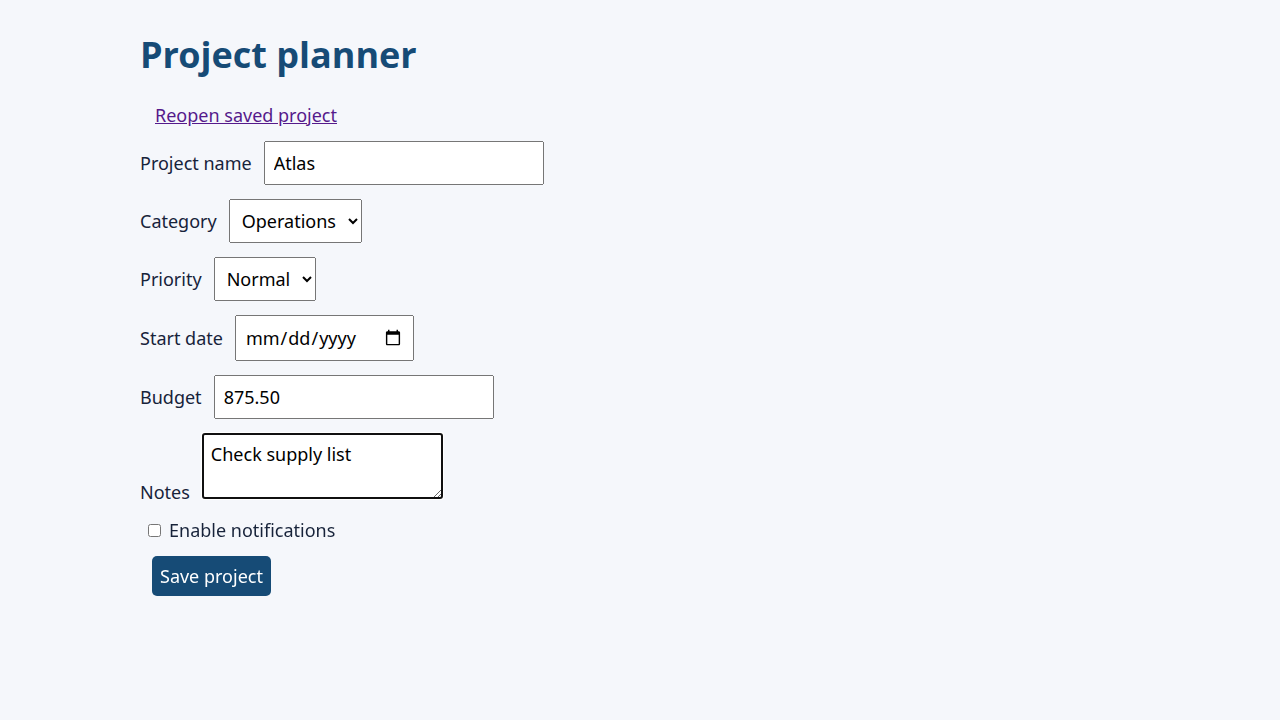 Project planner
Reopen saved project
Project name Atlas
Category Operations
Priority Normal
Start date mm/dd/yyyy
Budget 875.50
Check supply list
Notes
Enable notifications
Save project